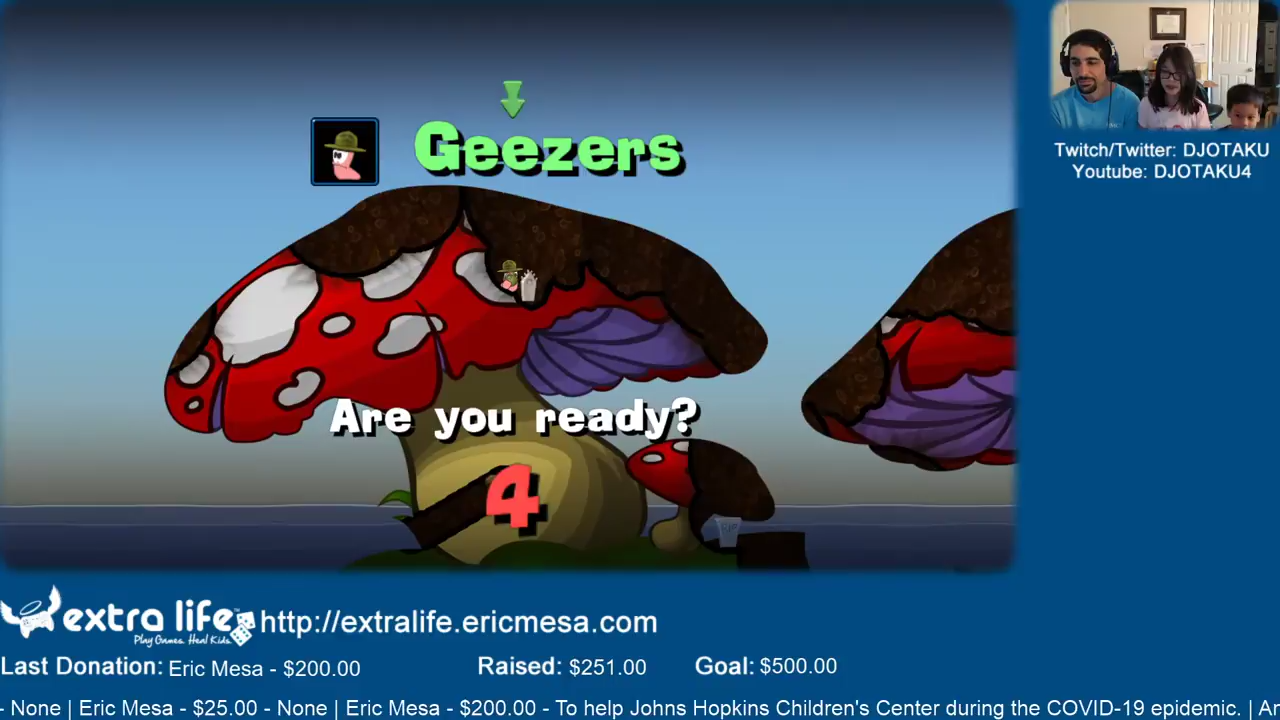 Geezers
Are you ready?
4
RIP
Twitch/Twitter: DJOTAKU
Youtube: DJOTAKU4
extra life
Play Games. Heal Kids.
http://extralife.ericmesa.com
Last Donation: Eric Mesa - $200.00 Raised: $251.00 Goal: $500.00
- None | Eric Mesa - $25.00 - None | Eric Mesa - $200.00 - To help Johns Hopkins Children's Center during the COVID-19 epidemic. | An